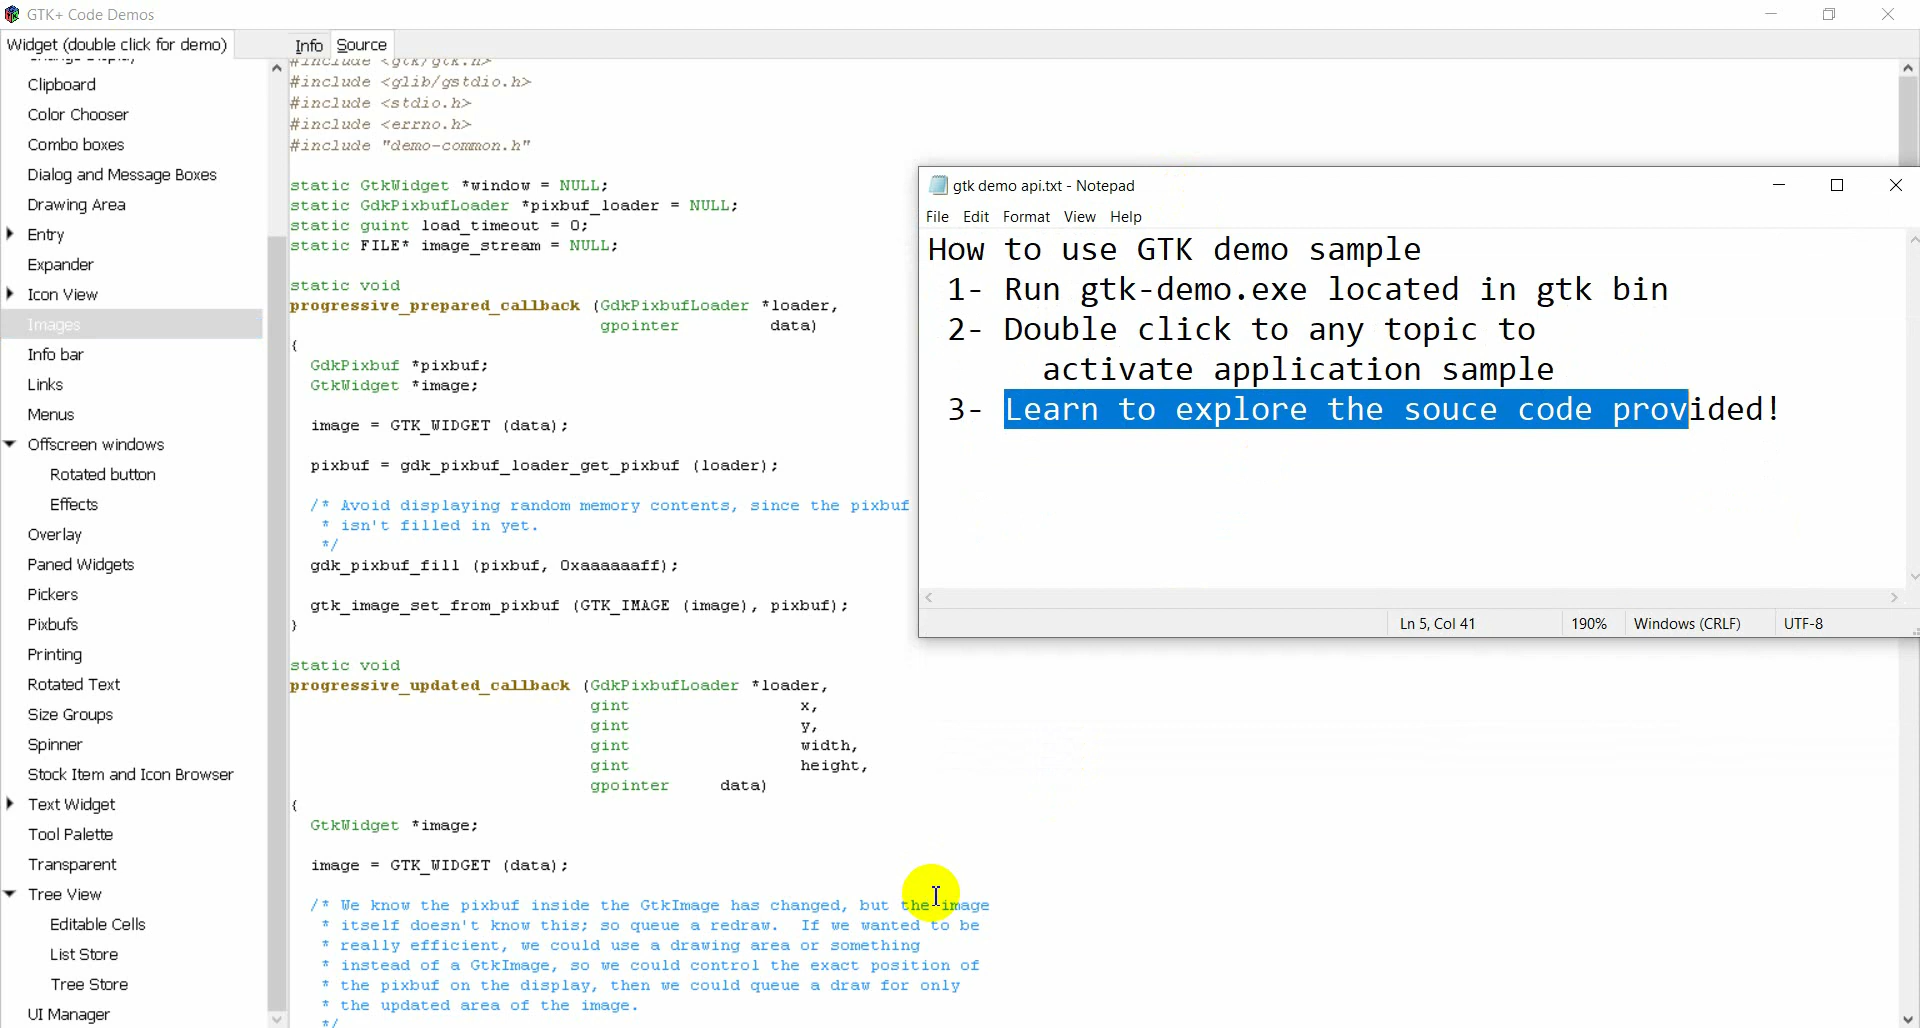 GTK+ Code Demos
Widget (double click for demo)
Clipboard
Color Chooser
Combo boxes
Dialog and Message Boxes
Drawing Area
Entry
Expander
Icon View
Images
Info bar
Links
Menus
Offscreen windows
Rotated button
Effects
Overlay
Paned Widgets
Pickers
Pixbufs
Printing
Rotated Text
Size Groups
Spinner
Stock Item and Icon Browser
Text Widget
Tool Palette
Transparent
Tree View
Editable Cells
List Store
Tree Store
UI Manager
Info Source
#include <gtk/gtk.h>
#include <glib/gstdio.h>
#include <stdio.h>
#include <errno.h>
#include "demo-common.h"
static GtkWidget *window = NULL;
static GdkPixbufLoader *pixbuf_loader = NULL;
static guint load_timeout = 0;
static FILE* image_stream = NULL;
static void
progressive_prepared_callback (GdkPixbufLoader *loader,
gpointer data)
{
GdkPixbuf *pixbuf;
GtkWidget *image;
image = GTK_WIDGET (data);
pixbuf = gdk_pixbuf_loader_get_pixbuf (loader);
/* Avoid displaying random memory contents, since the pixbuf
* isn't filled in yet.
*/
gdk_pixbuf_fill (pixbuf, 0xaaaaaaff);
gtk_image_set_from_pixbuf (GTK_IMAGE (image), pixbuf);
}
static void
progressive_updated_callback (GdkPixbufLoader *loader,
gint x,
gint y,
gint width,
gint height,
gpointer data)
{
GtkWidget *image;
image = GTK_WIDGET (data);
/* We know the pixbuf inside the GtkImage has changed, but the image
* itself doesn't know this; so queue a redraw. If we wanted to be
* really efficient, we could use a drawing area or something
* instead of a GtkImage, so we could control the exact position of
* the pixbuf on the display, then we could queue a draw for only
* the updated area of the image.
*/
gtk demo api.txt - Notepad
File Edit Format View Help
How to use GTK demo sample
1- Run gtk-demo.exe located in gtk bin
2- Double click to any topic to
activate application sample
3- Learn to explore the souce code provided!
Ln 5, Col 41 190% Windows (CRLF) UTF-8